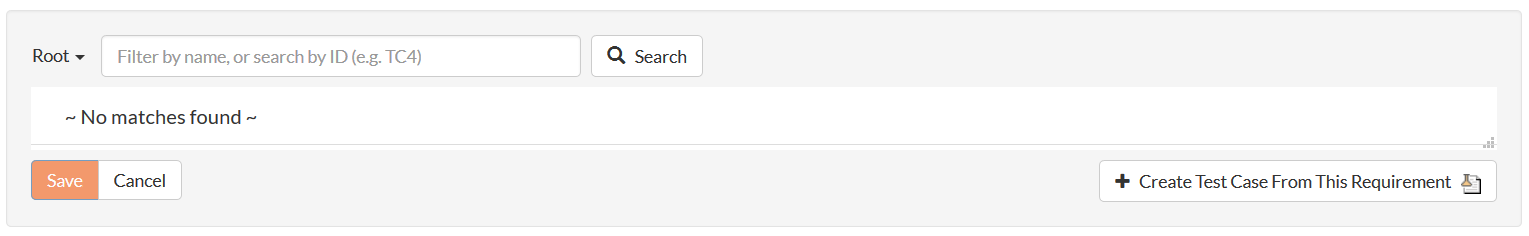 Root
Filter by name, or search by ID (e.g. TC4)
Search
~ No matches found ~
Save
Cancel
Create Test Case From This Requirement